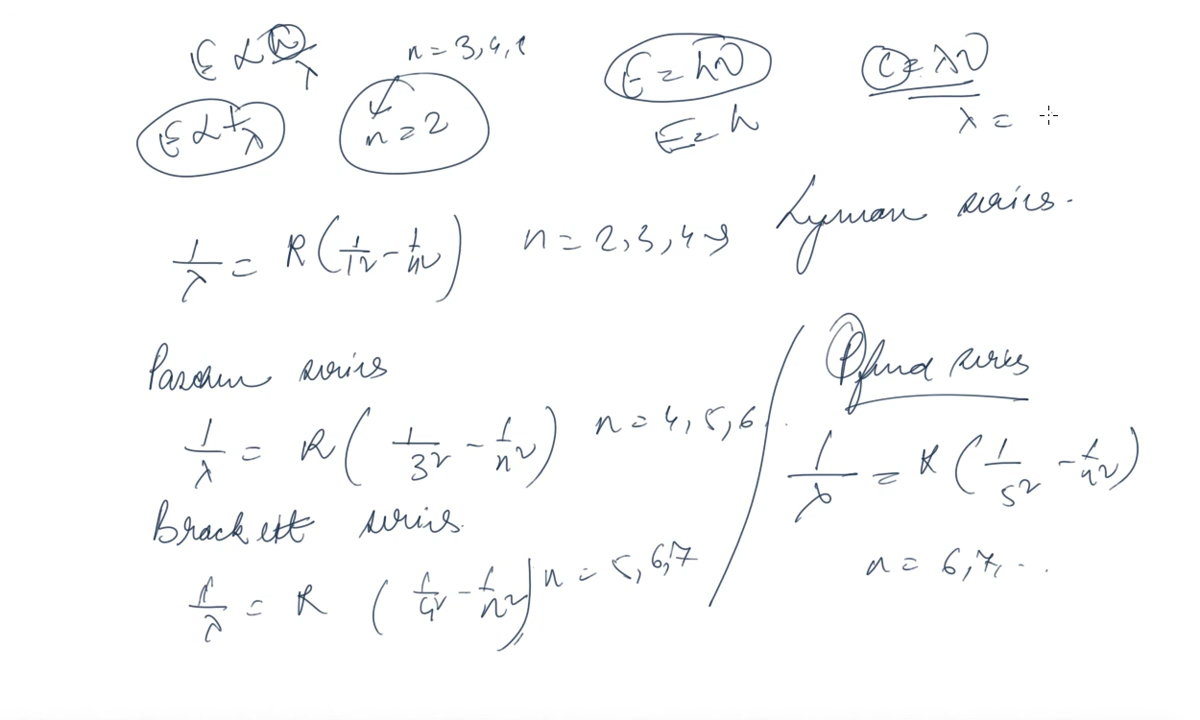 E ∝ h/λ n = 3, 4, E = hν C = λν
E ∝ 1/λ n = 2 E = h λ =
1/λ = R(1/1² - 1/n²) n = 2, 3, 4 Lyman series.
Paschen series Pfund series
1/λ = R(1/3² - 1/n²) n = 4, 5, 6 1/λ = R(1/5² - 1/n²)
Brackett series n = 6, 7, ...
1/λ = R(1/4² - 1/n²) n = 5, 6, 7